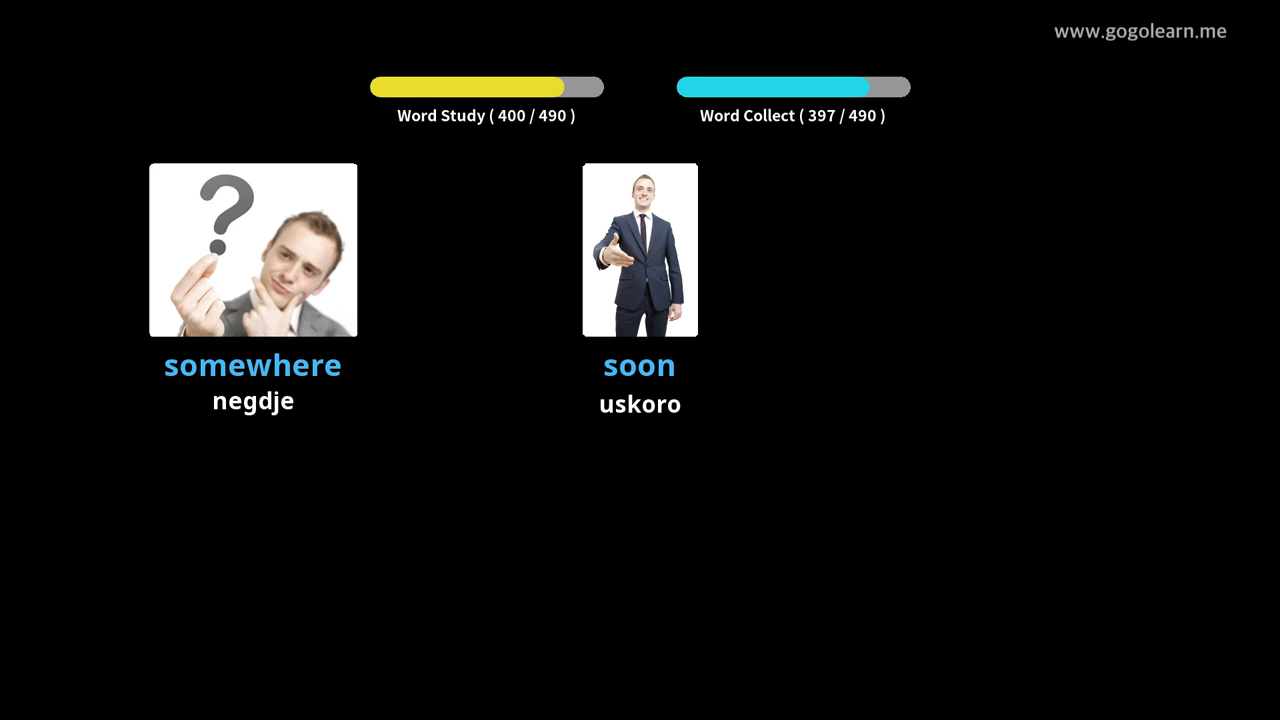 www.gogolearn.me
Word Study ( 400 / 490 )
Word Collect ( 397 / 490 )
?
somewhere
negdje
soon
uskoro